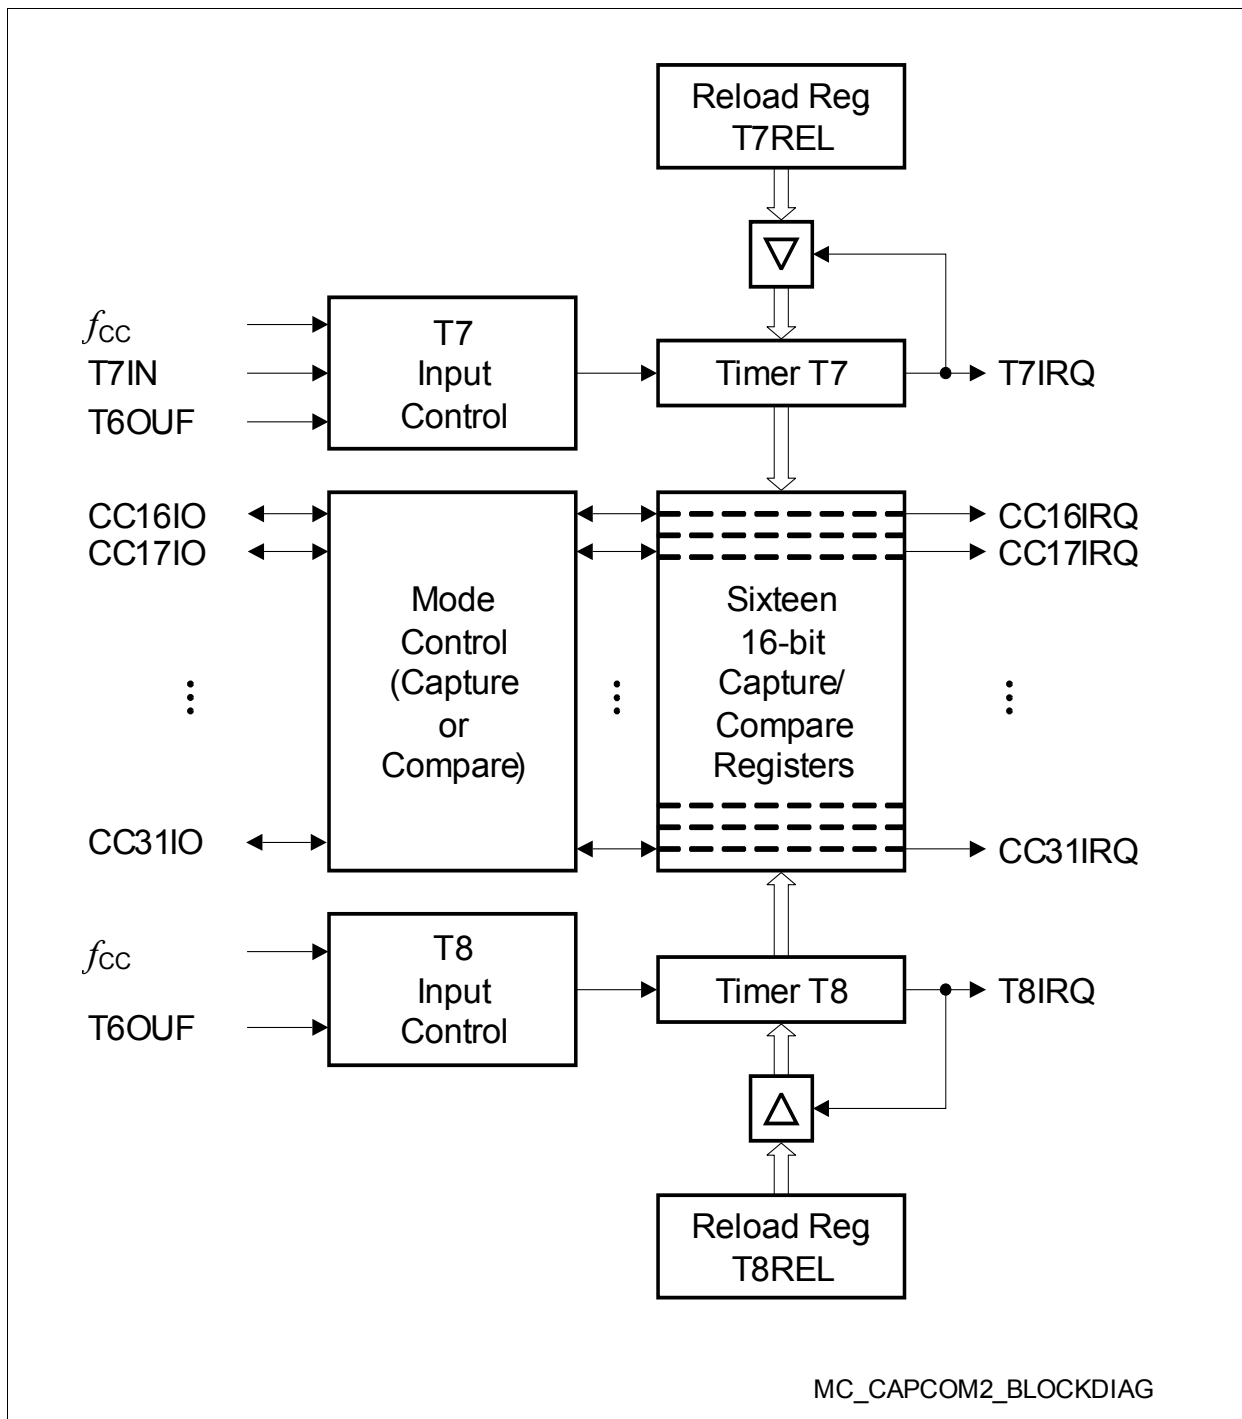 Reload Reg
T7REL
fCC
T7IN
T6OUF
T7
Input
Control
Timer T7
T7IRQ
CC16IO
CC17IO
CC31IO
Mode
Control
(Capture
or
Compare)
Sixteen
16-bit
Capture/
Compare
Registers
CC16IRQ
CC17IRQ
CC31IRQ
fCC
T6OUF
T8
Input
Control
Timer T8
T8IRQ
Reload Reg
T8REL
MC_CAPCOM2_BLOCKDIAG